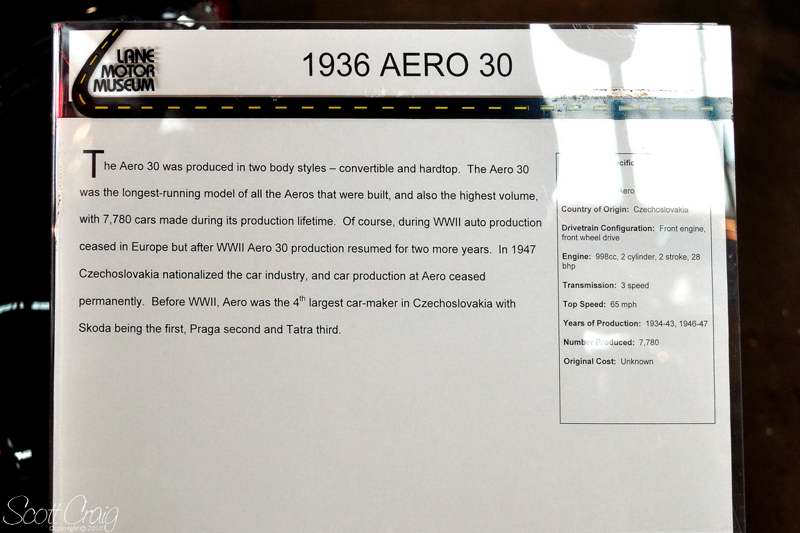 LANE
MOTOR
MUSEUM
1936 AERO 30
The Aero 30 was produced in two body styles – convertible and hardtop. The Aero 30
was the longest-running model of all the Aeros that were built, and also the highest volume,
with 7,780 cars made during its production lifetime. Of course, during WWII auto production
ceased in Europe but after WWII Aero 30 production resumed for two more years. In 1947
Czechoslovakia nationalized the car industry, and car production at Aero ceased
permanently. Before WWII, Aero was the 4th largest car-maker in Czechoslovakia with
Skoda being the first, Praga second and Tatra third.
Aero
Country of Origin: Czechoslovakia
Drivetrain Configuration: Front engine,
front wheel drive
Engine: 998cc, 2 cylinder, 2 stroke, 28
bhp
Transmission: 3 speed
Top Speed: 65 mph
Years of Production: 1934-43, 1946-47
Number Produced: 7,780
Original Cost: Unknown
Scott Craig